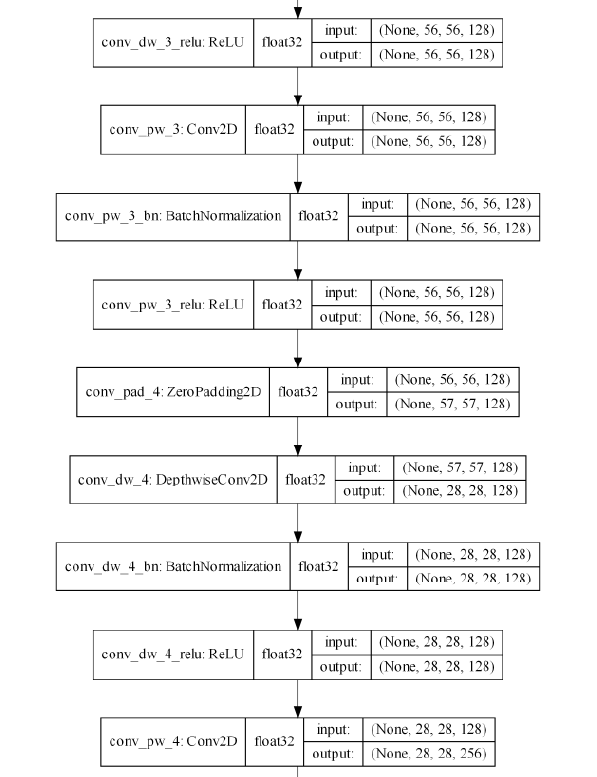 conv_dw_3_relu: ReLU float32 input: (None, 56, 56, 128)
output: (None, 56, 56, 128)
conv_pw_3: Conv2D float32 input: (None, 56, 56, 128)
output: (None, 56, 56, 128)
conv_pw_3_bn: BatchNormalization float32 input: (None, 56, 56, 128)
output: (None, 56, 56, 128)
conv_pw_3_relu: ReLU float32 input: (None, 56, 56, 128)
output: (None, 56, 56, 128)
conv_pad_4: ZeroPadding2D float32 input: (None, 56, 56, 128)
output: (None, 57, 57, 128)
conv_dw_4: DepthwiseConv2D float32 input: (None, 57, 57, 128)
output: (None, 28, 28, 128)
conv_dw_4_bn: BatchNormalization float32 input: (None, 28, 28, 128)
output: (None, 28, 28, 128)
conv_dw_4_relu: ReLU float32 input: (None, 28, 28, 128)
output: (None, 28, 28, 128)
conv_pw_4: Conv2D float32 input: (None, 28, 28, 128)
output: (None, 28, 28, 256)